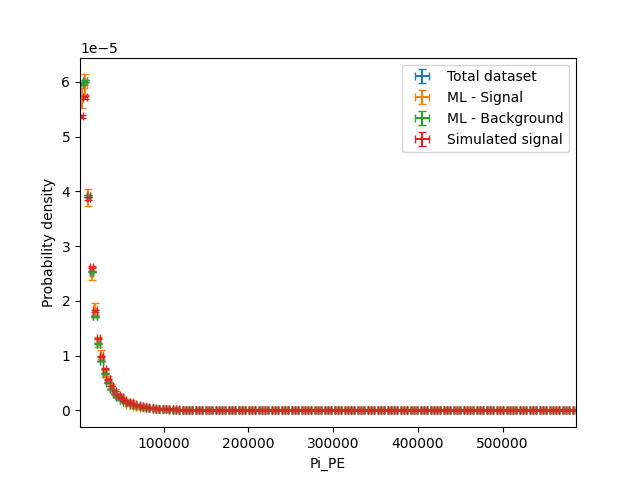 1e−5
6
5
4
3
2
1
0
Probability density
Total dataset
ML - Signal
ML - Background
Simulated signal
100000 200000 300000 400000 500000
Pi_PE